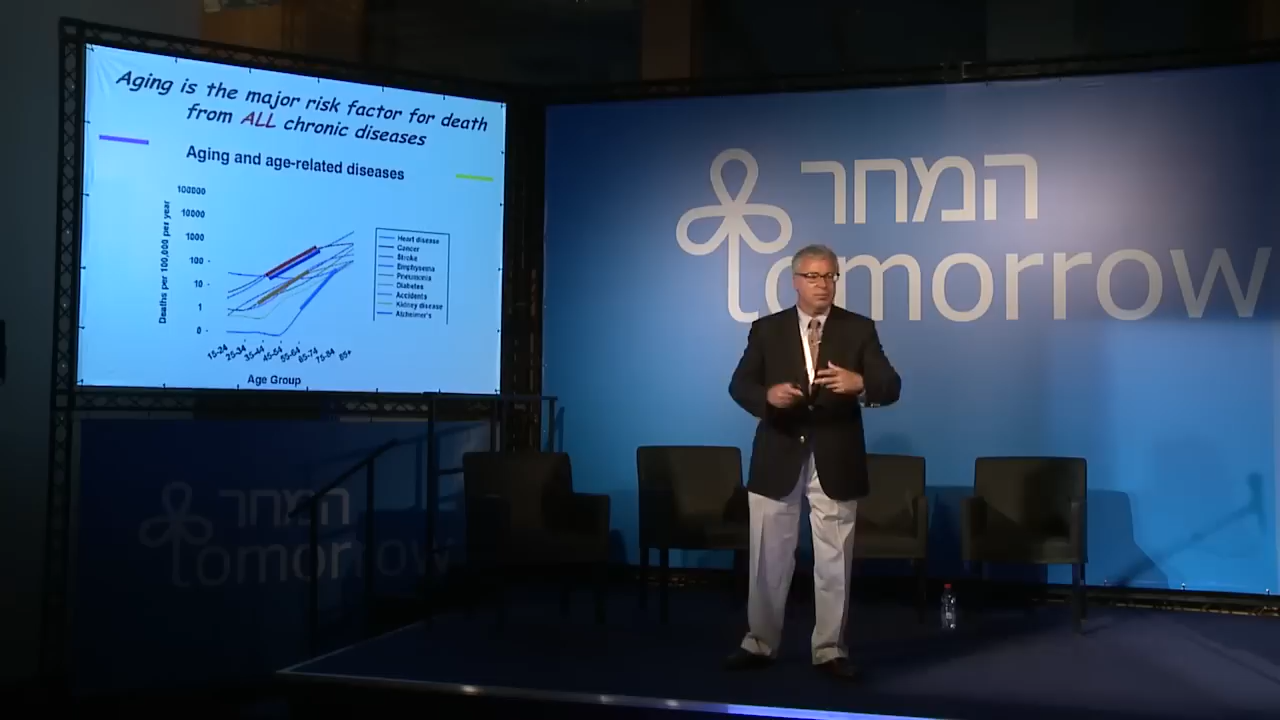 Aging is the major risk factor for death
from ALL chronic diseases
Aging and age-related diseases
Deaths per 100,000 per year
100000
10000
1000
100
10
1
0
Heart disease
Cancer
Stroke
Emphysema
Pneumonia
Diabetes
Accidents
Kidney disease
Alzheimer's
15-24
25-34
35-44
45-54
55-64
65-74
75-84
85+
Age Group
המחר
tomorrow
המחר
tomorrow